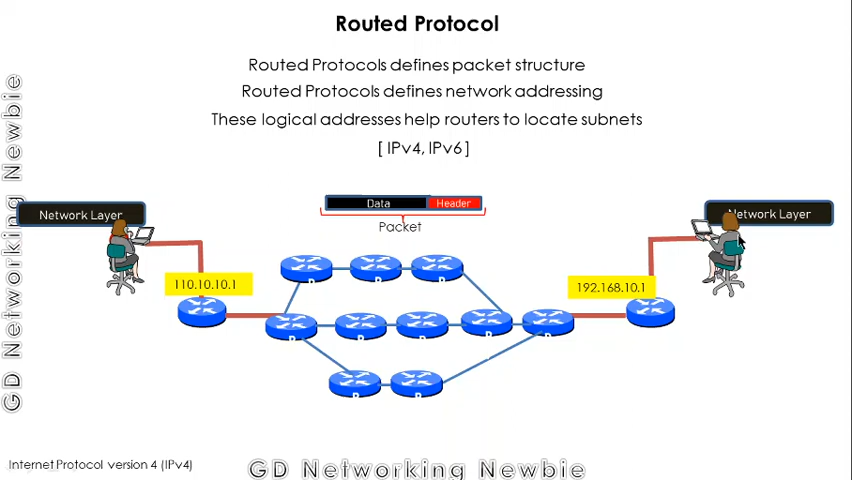 Routed Protocol
Routed Protocols defines packet structure
Routed Protocols defines network addressing
These logical addresses help routers to locate subnets
[ IPv4, IPv6 ]
GD Networking Newbie
Network Layer
Data
Header
Network Layer
Packet
110.10.10.1
192.168.10.1
Internet Protocol version 4 (IPv4)
GD Networking Newbie